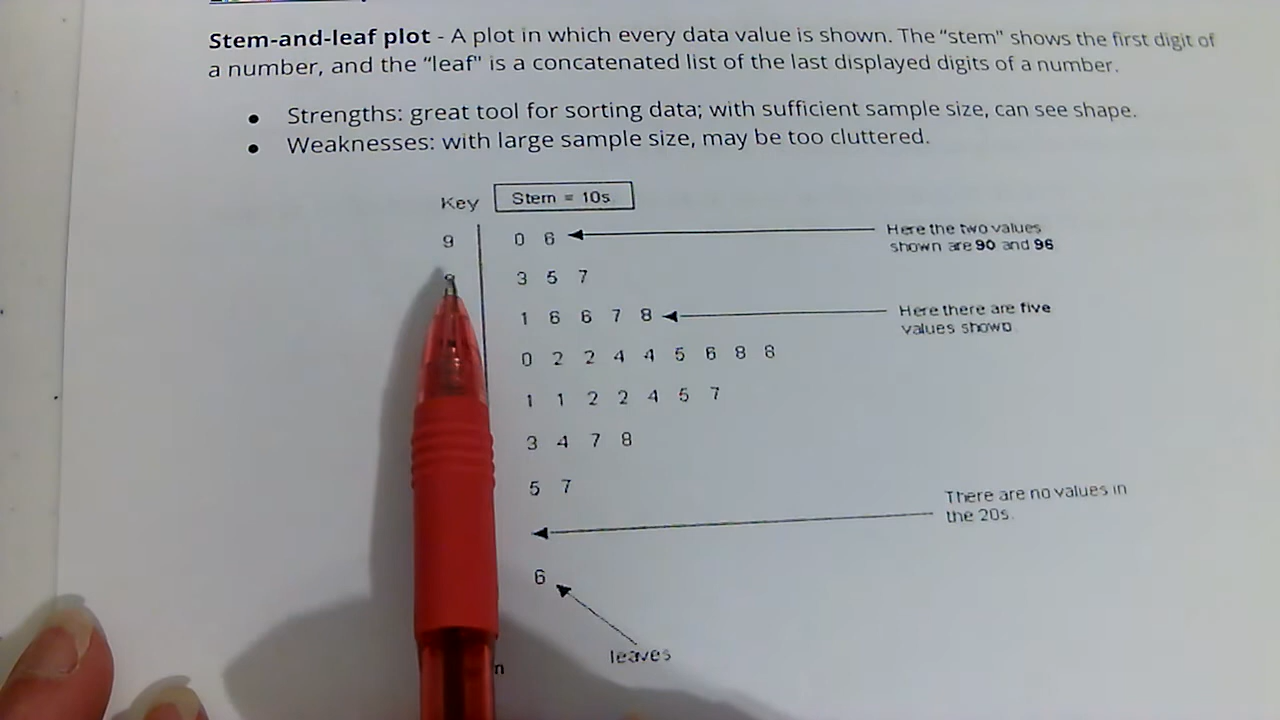 Stem-and-leaf plot - A plot in which every data value is shown. The "stem" shows the first digit of
a number, and the "leaf" is a concatenated list of the last displayed digits of a number.
• Strengths: great tool for sorting data; with sufficient sample size, can see shape.
• Weaknesses: with large sample size, may be too cluttered.
Key Stem = 10s
9 0 6 Here the two values
shown are 90 and 96
3 5 7
1 6 6 7 8 Here there are five
values shown
0 2 2 4 4 5 6 8 8
1 1 2 2 4 5 7
3 4 7 8
5 7
There are no values in
the 20s.
6
leaves